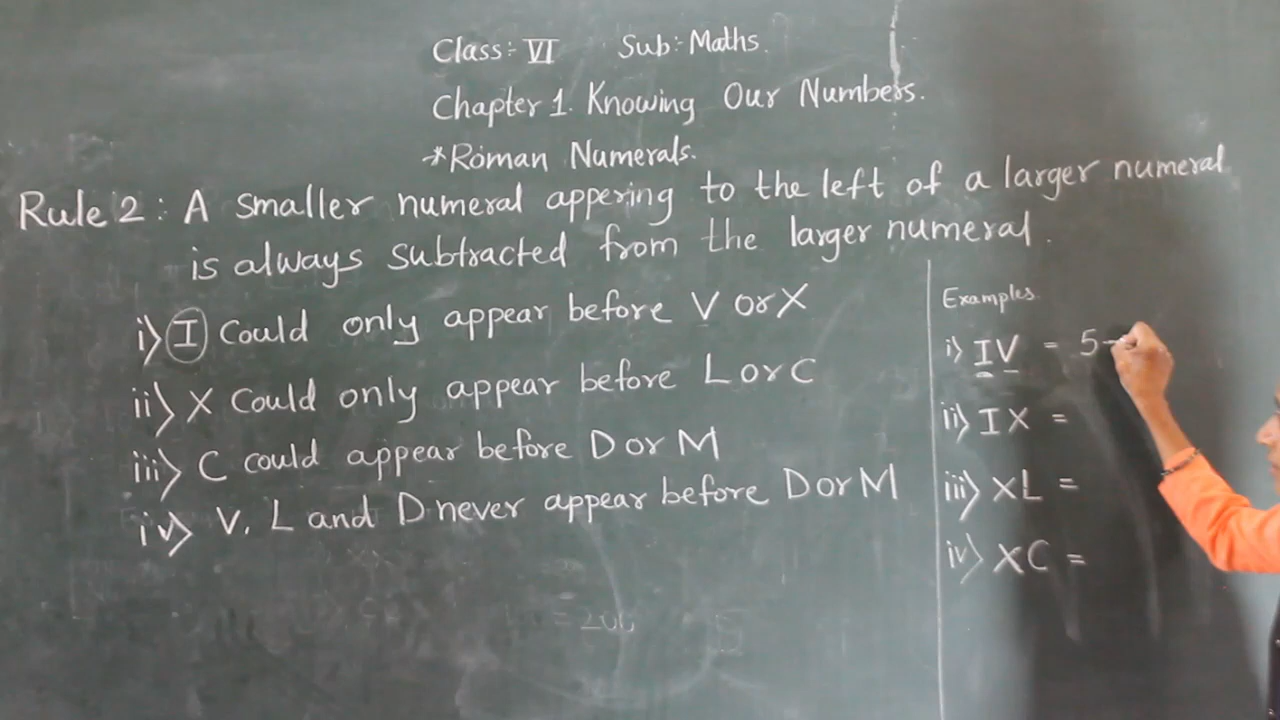 Class:- VI Sub:- Maths.
Chapter 1. Knowing Our Numbers.
*Roman Numerals.
Rule 2: A smaller numeral appering to the left of a larger numeral
is always subtracted from the larger numeral.
i) I Could only appear before V or X
ii) X Could only appear before L or C
iii) C could appear before D or M
iv) V, L and D never appear before D or M
Examples.
i) IV = 5-
ii) IX =
iii) XL =
iv) XC =